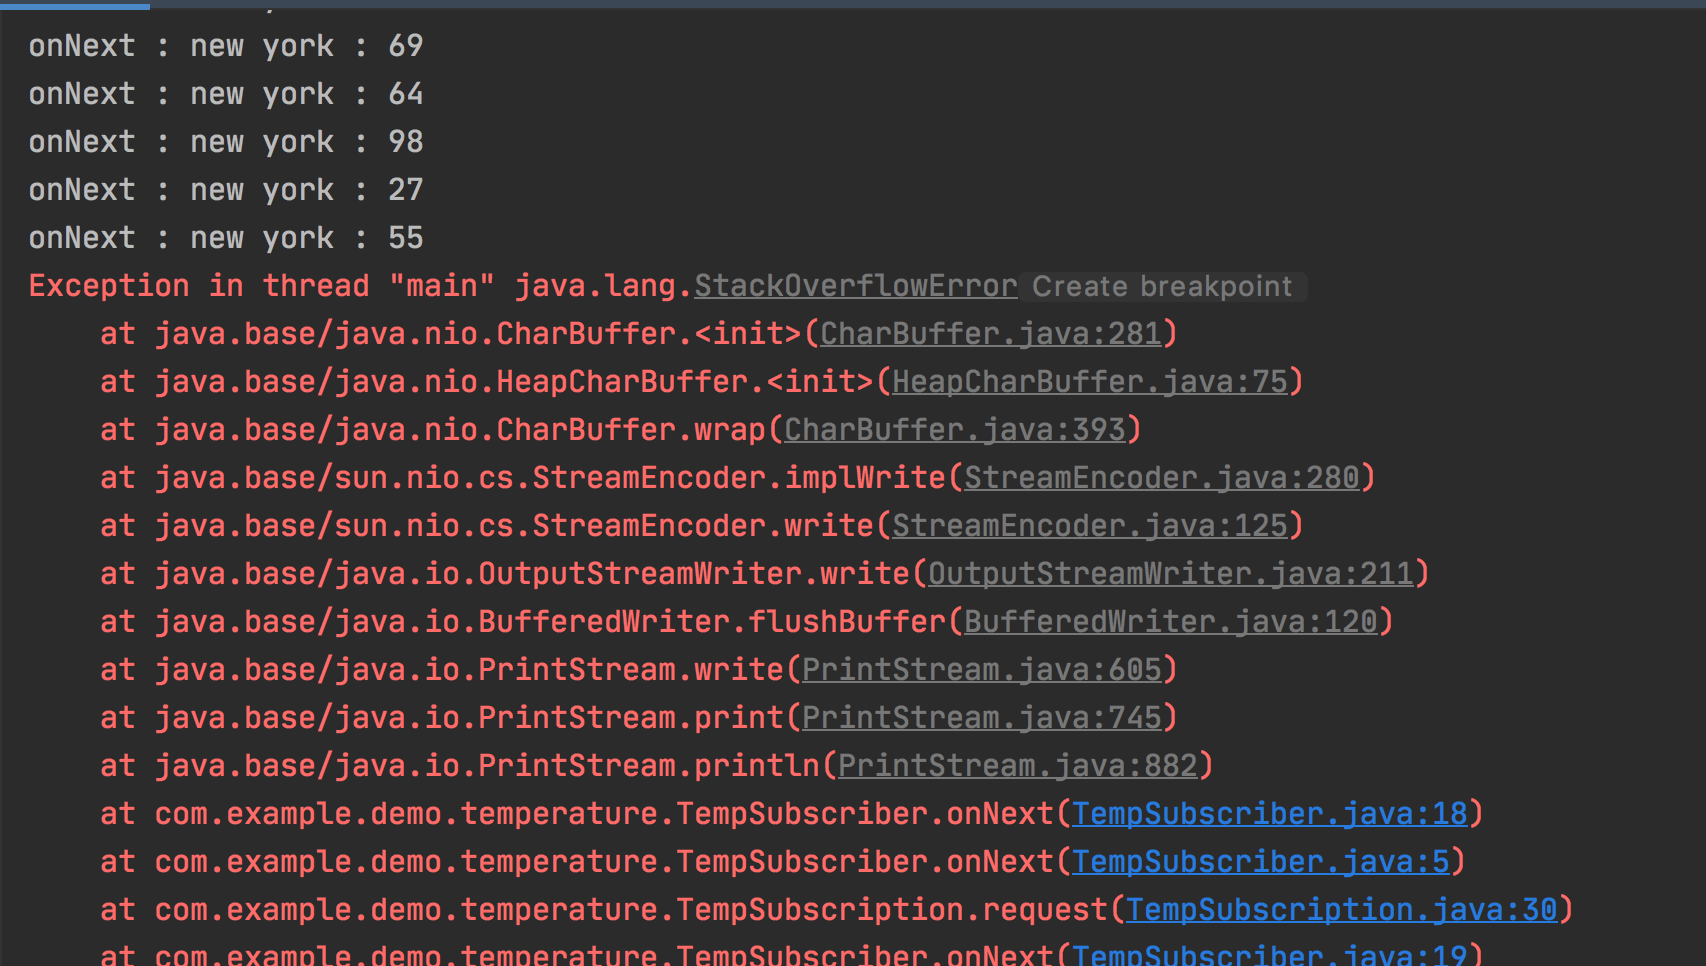 onNext : new york : 69
onNext : new york : 64
onNext : new york : 98
onNext : new york : 27
onNext : new york : 55
Exception in thread "main" java.lang.StackOverflowError Create breakpoint
    at java.base/java.nio.CharBuffer.<init>(CharBuffer.java:281)
    at java.base/java.nio.HeapCharBuffer.<init>(HeapCharBuffer.java:75)
    at java.base/java.nio.CharBuffer.wrap(CharBuffer.java:393)
    at java.base/sun.nio.cs.StreamEncoder.implWrite(StreamEncoder.java:280)
    at java.base/sun.nio.cs.StreamEncoder.write(StreamEncoder.java:125)
    at java.base/java.io.OutputStreamWriter.write(OutputStreamWriter.java:211)
    at java.base/java.io.BufferedWriter.flushBuffer(BufferedWriter.java:120)
    at java.base/java.io.PrintStream.write(PrintStream.java:605)
    at java.base/java.io.PrintStream.print(PrintStream.java:745)
    at java.base/java.io.PrintStream.println(PrintStream.java:882)
    at com.example.demo.temperature.TempSubscriber.onNext(TempSubscriber.java:18)
    at com.example.demo.temperature.TempSubscriber.onNext(TempSubscriber.java:5)
    at com.example.demo.temperature.TempSubscription.request(TempSubscription.java:30)
    at com.example.demo.temperature.TempSubscriber.onNext(TempSubscriber.java:19)